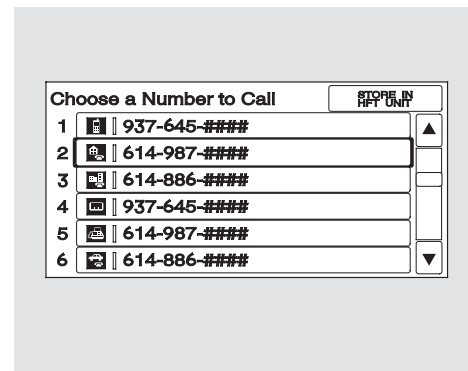 Choose a Number to Call
STORE IN
HFT UNIT
1 937-645-####
2 614-987-####
3 614-886-####
4 937-645-####
5 614-987-####
6 614-886-####